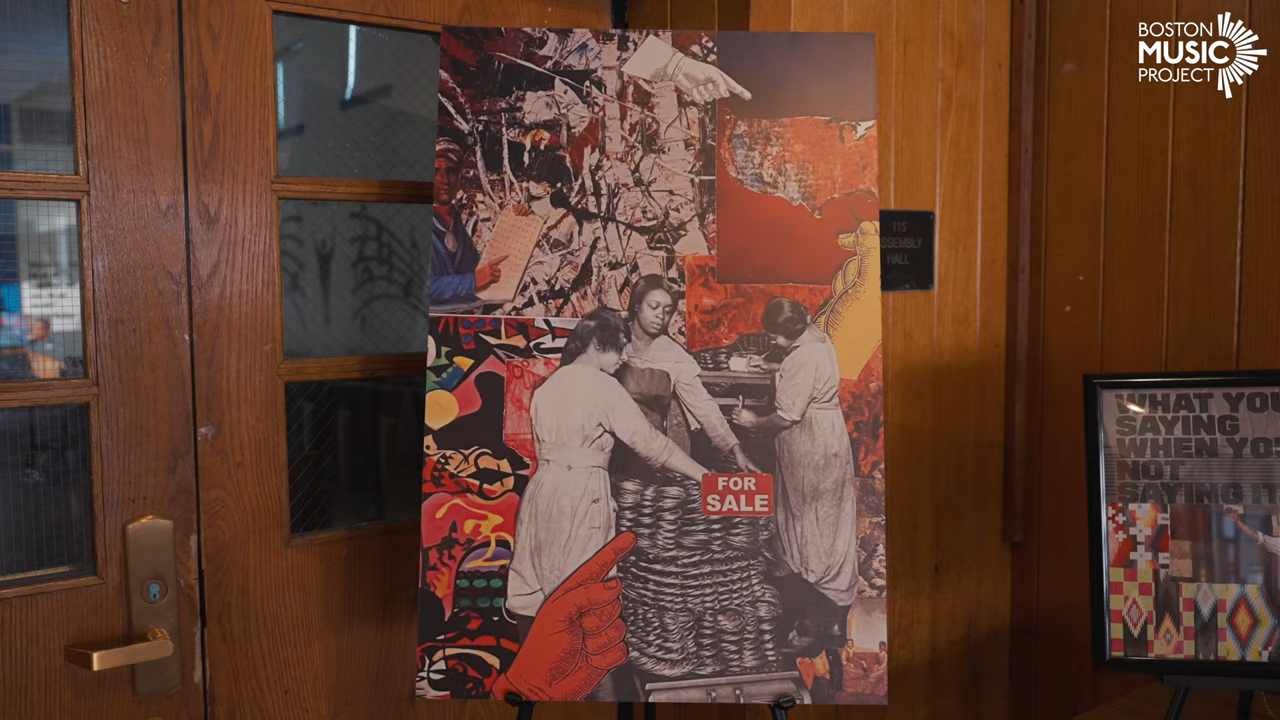 BOSTON
MUSIC
PROJECT
115
ASSEMBLY
HALL
FOR
SALE
WHAT YOU
SAYING
WHEN YO
NOT
SAYING IT